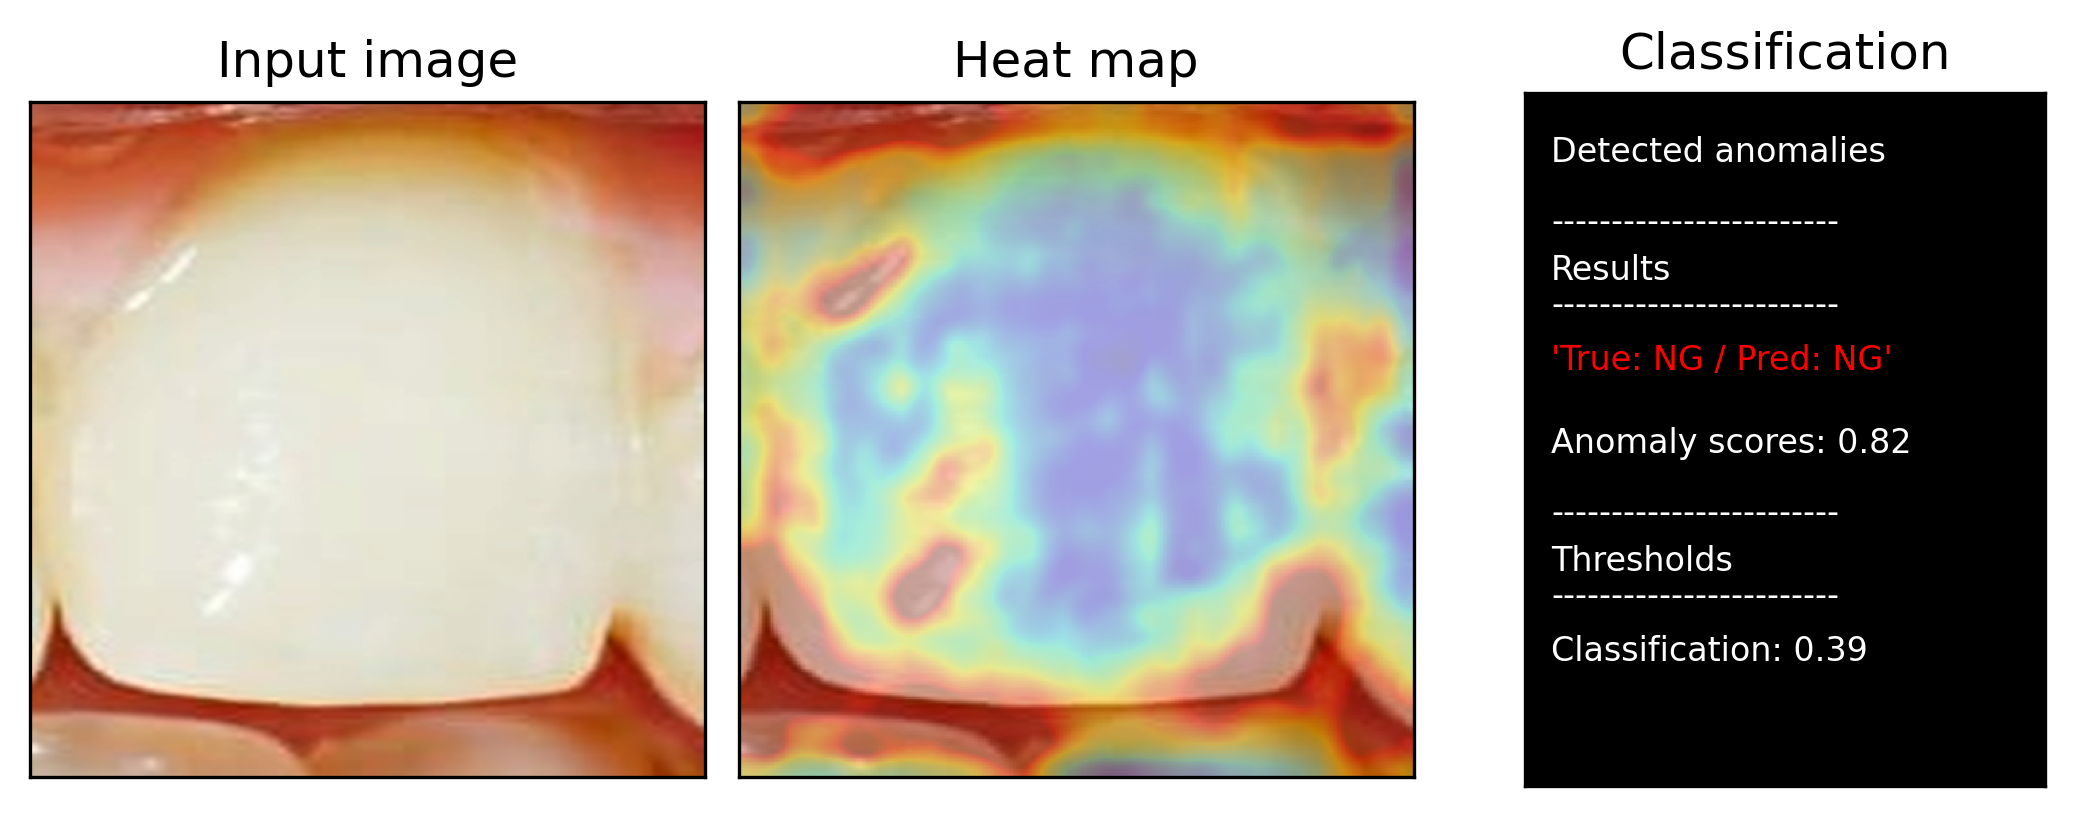 Input image
Heat map
Classification
Detected anomalies
------------------------
Results
------------------------
'True: NG / Pred: NG'
Anomaly scores: 0.82
------------------------
Thresholds
------------------------
Classification: 0.39